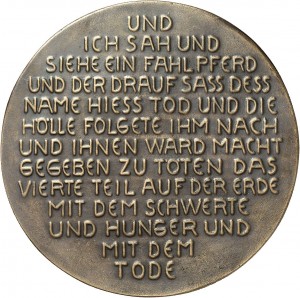 UND
ICH SAH UND
SIEHE EIN FAHL PFERD
UND DER DRAUF SASS DESS
NAME HIESS TOD UND DIE
HÖLLE FOLGETE IHM NACH
UND IHNEN WARD MACHT
GEGEBEN ZU TÖTEN DAS
VIERTE TEIL AUF DER ERDE
MIT DEM SCHWERTE
UND HUNGER UND
MIT DEM
TODE